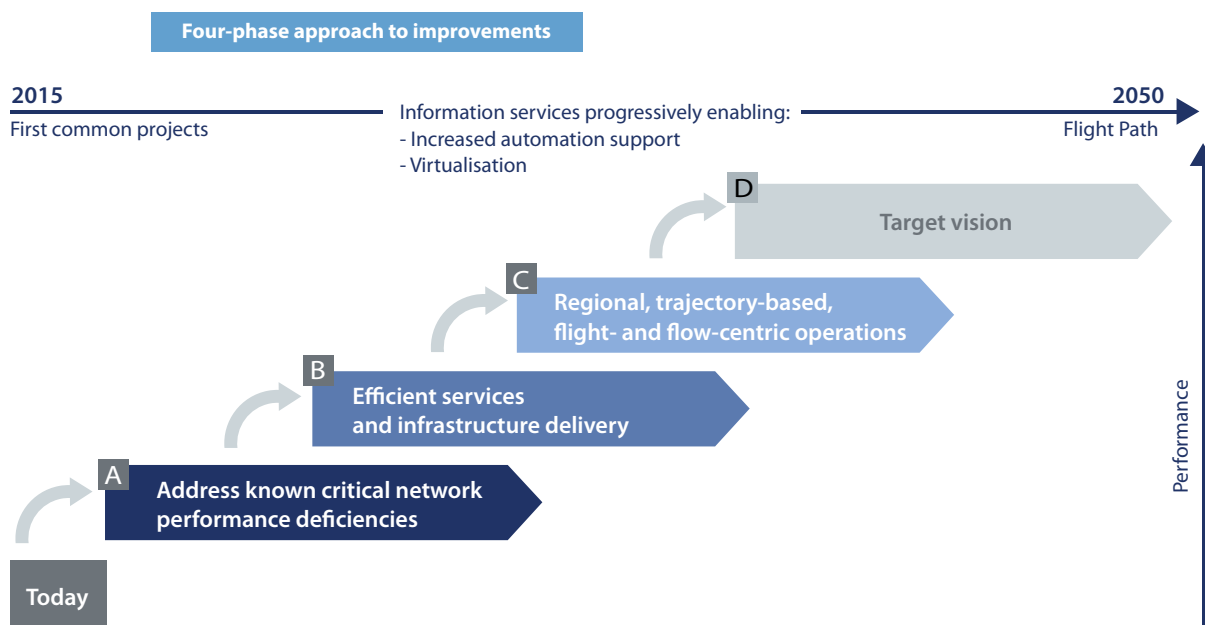 Four-phase approach to improvements
2015
2050
First common projects
Information services progressively enabling:
- Increased automation support
- Virtualisation
Flight Path
D
Target vision
C
Regional, trajectory-based,
flight- and flow-centric operations
B
Efficient services
and infrastructure delivery
A
Address known critical network
performance deficiencies
Today
Performance